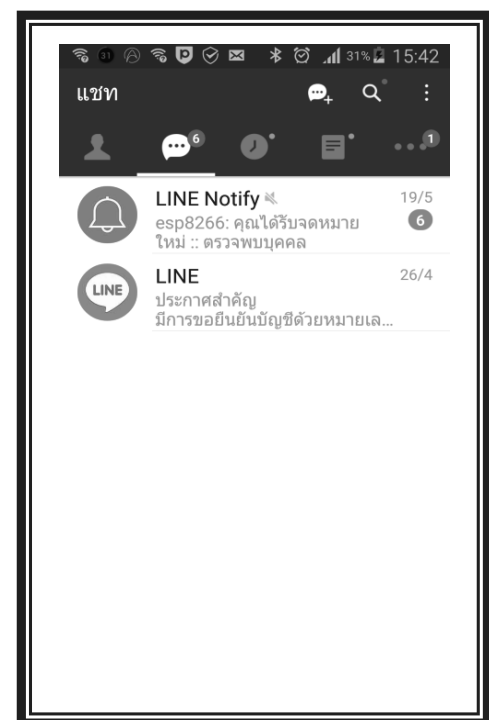 31 31% 15:42
แชท
6 1
LINE Notify 19/5
esp8266: คุณได้รับจดหมาย 6
ใหม่ :: ตรวจพบบุคคล
LINE LINE 26/4
ประกาศสำคัญ
มีการขอยืนยันบัญชีด้วยหมายเล...